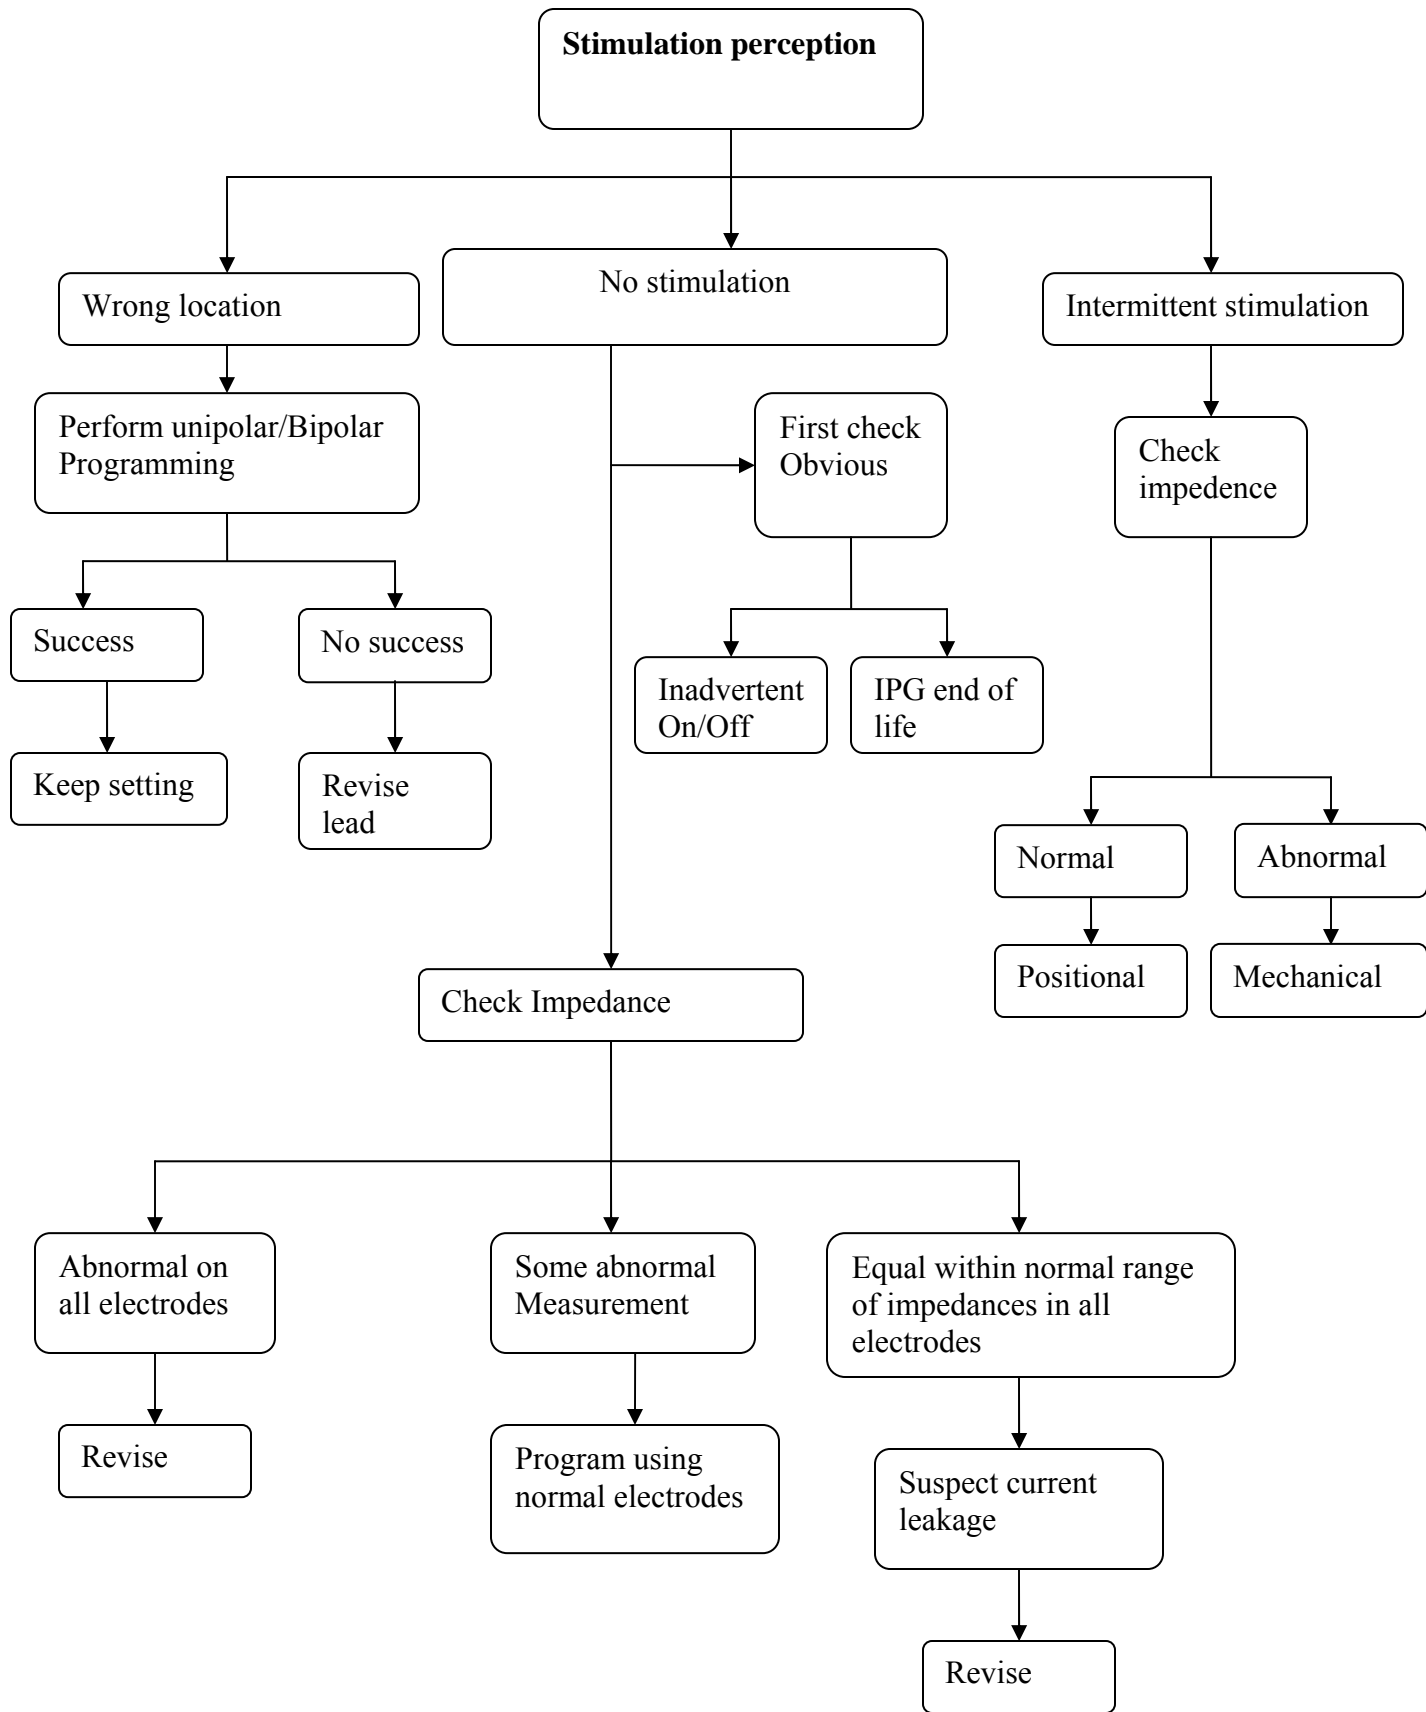 Stimulation perception
Wrong location
No stimulation
Intermittent stimulation
Perform unipolar/Bipolar
Programming
First check
Obvious
Check
impedence
Success
No success
Inadvertent
On/Off
IPG end of
life
Keep setting
Revise
lead
Normal
Abnormal
Positional
Mechanical
Check Impedance
Abnormal on
all electrodes
Some abnormal
Measurement
Equal within normal range
of impedances in all
electrodes
Revise
Program using
normal electrodes
Suspect current
leakage
Revise